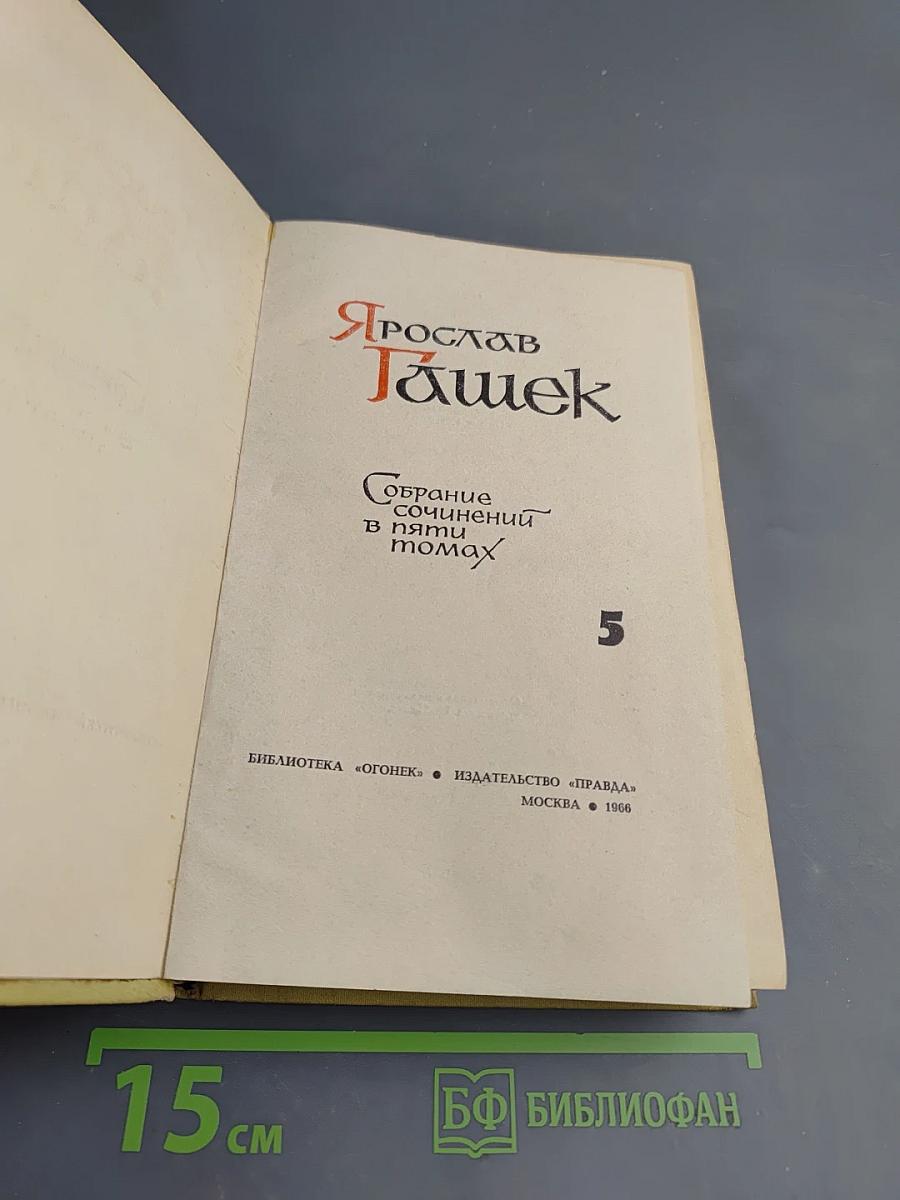 Ярослав
Гашек
Собрание
сочинений
в пяти
томах
5
БИБЛИОТЕКА «ОГОНЕК» ● ИЗДАТЕЛЬСТВО «ПРАВДА»
МОСКВА ● 1966
15 см
БФ БИБЛИОФАН